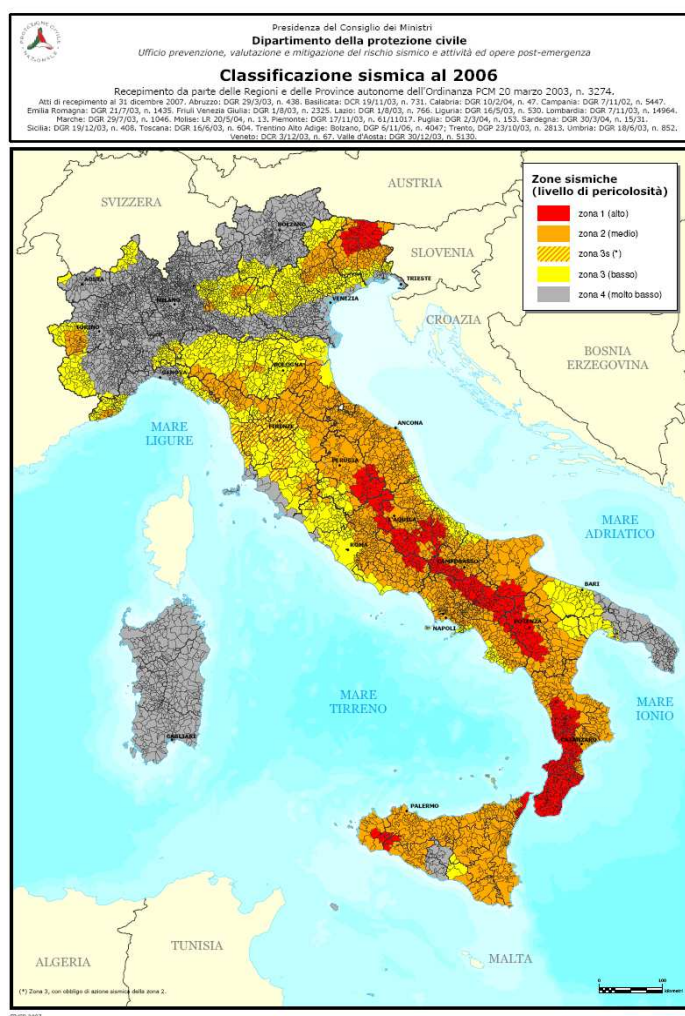 PROTEZIONE CIVILE
NAZIONALE
Presidenza del Consiglio dei Ministri
Dipartimento della protezione civile
Ufficio prevenzione, valutazione e mitigazione del rischio sismico e attività ed opere post-emergenza
Classificazione sismica al 2006
Recepimento da parte delle Regioni e delle Province autonome dell'Ordinanza PCM 20 marzo 2003, n. 3274.
Atti di recepimento al 31 dicembre 2007. Abruzzo: DGR 29/3/03, n. 438. Basilicata: DCR 19/11/03, n. 731. Calabria: DGR 10/2/04, n. 47. Campania: DGR 7/11/02, n. 5447.
Emilia Romagna: DGR 21/7/03, n. 1435. Friuli Venezia Giulia: DGR 1/8/03, n. 2325. Lazio: DGR 1/8/03, n. 766. Liguria: DGR 16/5/03, n. 530. Lombardia: DGR 7/11/03, n. 14964.
Marche: DGR 29/7/03, n. 1046. Molise: LR 20/5/04, n. 13. Piemonte: DGR 17/11/03, n. 61/11017. Puglia: DGR 2/3/04, n. 153. Sardegna: DGR 30/3/04, n. 15/31.
Sicilia: DGR 19/12/03, n. 408. Toscana: DGR 16/6/03, n. 604. Trentino Alto Adige: Bolzano, DGP 6/11/06, n. 4047; Trento, DGP 23/10/03, n. 2813. Umbria: DGR 18/6/03, n. 852.
Veneto: DCR 3/12/03, n. 67. Valle d'Aosta: DGR 30/12/03, n. 5130.
AUSTRIA
SVIZZERA
Zone sismiche
(livello di pericolosità)
zona 1 (alto)
zona 2 (medio)
zona 3s (*)
zona 3 (basso)
zona 4 (molto basso)
BOLZANO
SLOVENIA
AOSTA
TRIESTE
MILANO
VENEZIA
CROAZIA
TORINO
BOSNIA
ERZEGOVINA
BOLOGNA
GENOVA
FIRENZE
ANCONA
MARE
LIGURE
PERUGIA
L'AQUILA
MARE
ADRIATICO
ROMA
CAMPOBASSO
BARI
NAPOLI
POTENZA
MARE
TIRRENO
MARE
IONIO
CAGLIARI
CATANZARO
PALERMO
ALGERIA
TUNISIA
MALTA
(*) Zona 3, con obbligo di azione sismica della zona 2.
0 100